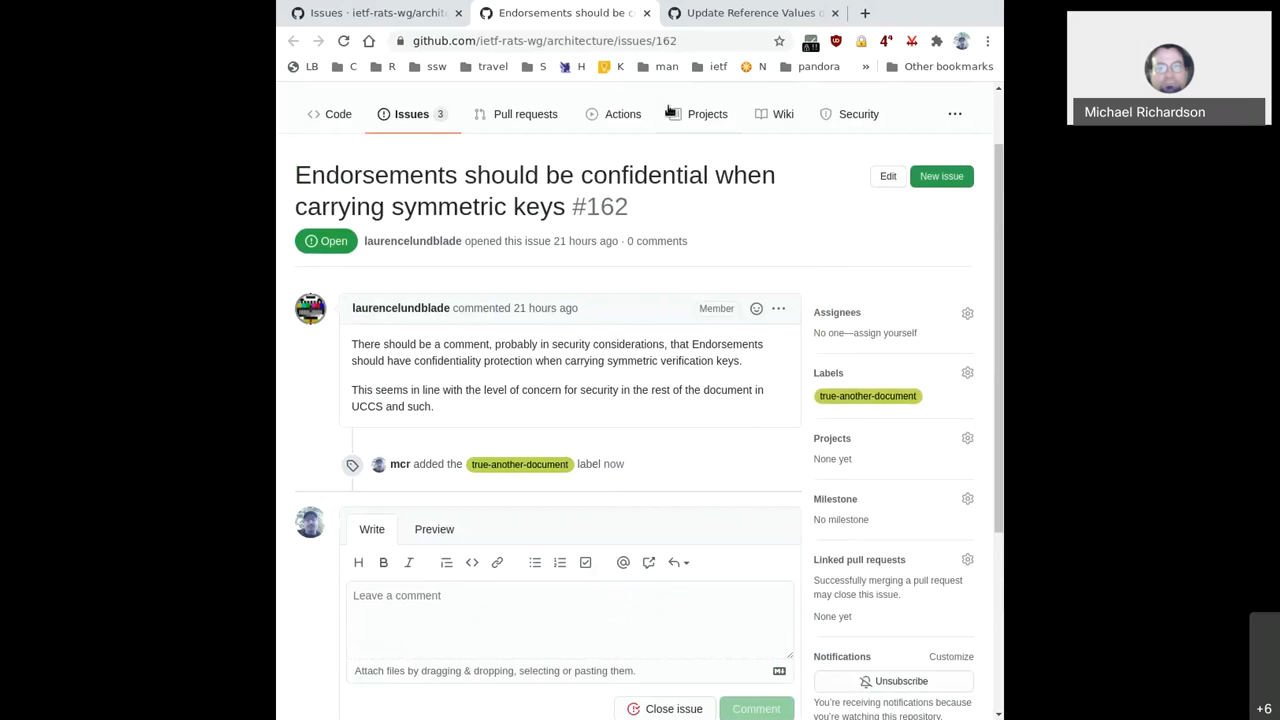 Issues · ietf-rats-wg/archite
Endorsements should be c
Update Reference Values d
github.com/ietf-rats-wg/architecture/issues/162
LB
C
R
ssw
travel
S
H
K
man
ietf
N
pandora
»
Other bookmarks
Code
Issues 3
Pull requests
Actions
Projects
Wiki
Security
Endorsements should be confidential when
carrying symmetric keys #162
Edit
New issue
Open
laurencelundblade opened this issue 21 hours ago · 0 comments
laurencelundblade commented 21 hours ago
Member
There should be a comment, probably in security considerations, that Endorsements
should have confidentiality protection when carrying symmetric verification keys.
This seems in line with the level of concern for security in the rest of the document in
UCCS and such.
mcr added the true-another-document label now
Write
Preview
Leave a comment
Attach files by dragging & dropping, selecting or pasting them.
Close issue
Comment
Assignees
No one—assign yourself
Labels
true-another-document
Projects
None yet
Milestone
No milestone
Linked pull requests
Successfully merging a pull request
may close this issue.
None yet
Notifications
Customize
Unsubscribe
You're receiving notifications because
you're watching this repository.
Michael Richardson
+6